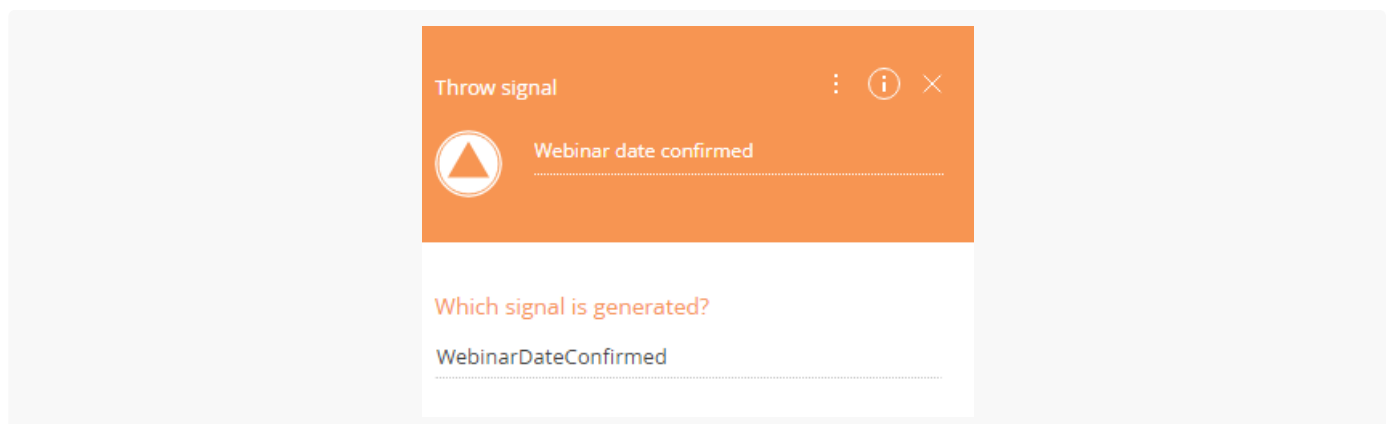 Throw signal
Webinar date confirmed
Which signal is generated?
WebinarDateConfirmed